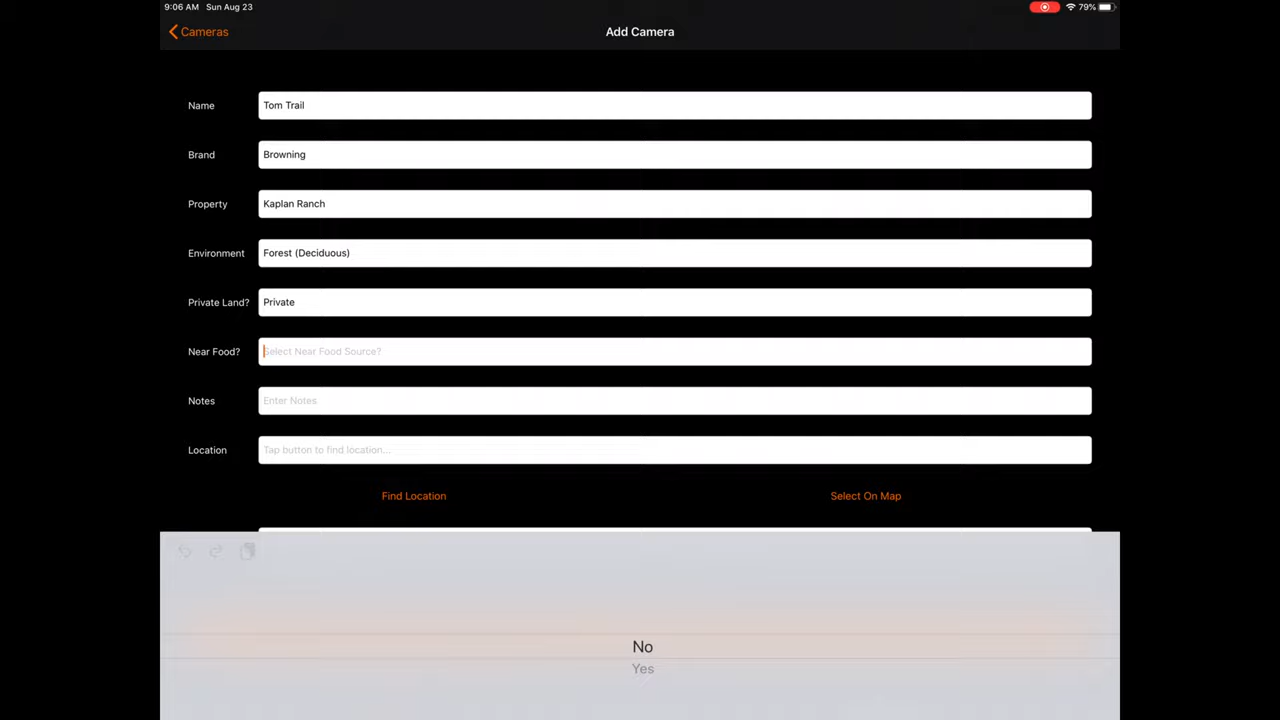 9:06 AM Sun Aug 23
79%
Cameras
Add Camera
Name
Tom Trail
Brand
Browning
Property
Kaplan Ranch
Environment
Forest (Deciduous)
Private Land?
Private
Near Food?
Select Near Food Source?
Notes
Enter Notes
Location
Tap button to find location...
Find Location
Select On Map
No
Yes